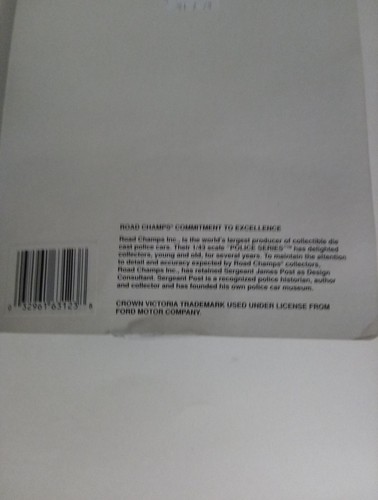 ROAD CHAMPS' COMMITMENT TO EXCELLENCE
Road Champs Inc., is the world's largest producer of collectible die
cast police cars. Their 1/43 scale "POLICE SERIES"™ has delighted
collectors, young and old, for several years. To maintain the attention
to detail and accuracy expected by Road Champs' collectors,
Road Champs Inc., has retained Sergeant James Post as Design
Consultant. Sergeant Post is a recognized police historian, author
and collector and has founded his own police car museum.
CROWN VICTORIA TRADEMARK USED UNDER LICENSE FROM
FORD MOTOR COMPANY.
32961 63123